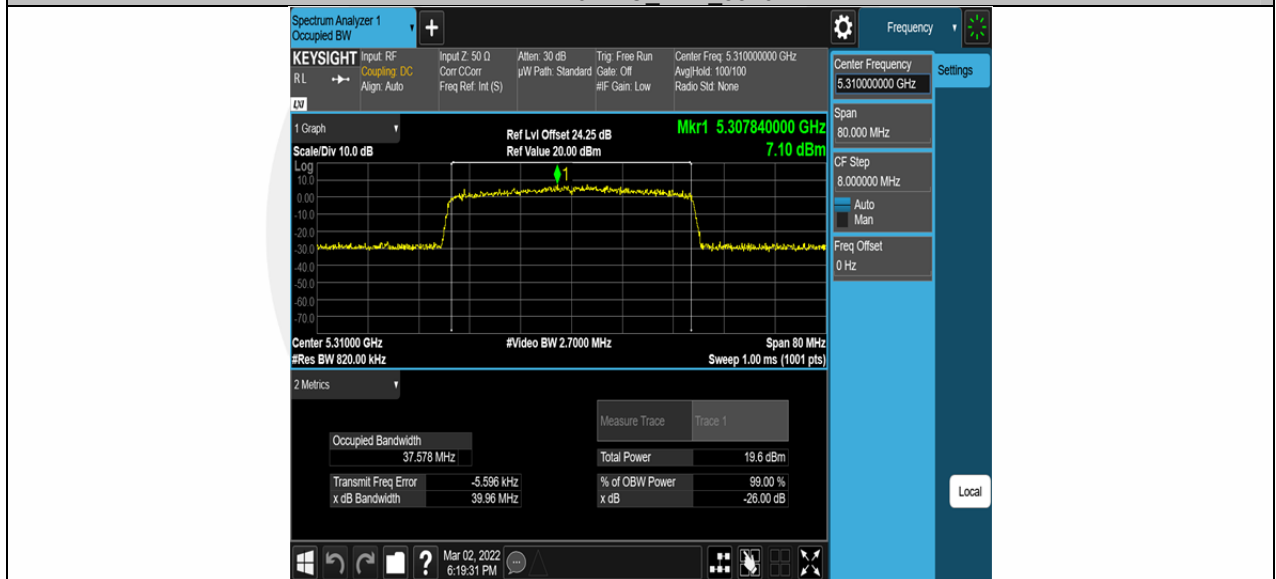 Spectrum Analyzer 1
Occupied BW
+
Frequency
KEYSIGHT
RL
LXI
Input: RF
Coupling: DC
Align: Auto
Input Z: 50 Ω
Corr CCorr
Freq Ref: Int (S)
Atten: 30 dB
µW Path: Standard
Trig: Free Run
Gate: Off
#IF Gain: Low
Center Freq: 5.310000000 GHz
Avg|Hold: 100/100
Radio Std: None
Center Frequency
5.310000000 GHz
Settings
Span
80.000 MHz
CF Step
8.000000 MHz
Auto
Man
Freq Offset
0 Hz
Local
1 Graph
Scale/Div 10.0 dB
Ref Lvl Offset 24.25 dB
Ref Value 20.00 dBm
Mkr1 5.307840000 GHz
7.10 dBm
Log
1
10.0
0.00
-10.0
-20.0
-30.0
-40.0
-50.0
-60.0
-70.0
Center 5.31000 GHz
#Res BW 820.00 kHz
#Video BW 2.7000 MHz
Span 80 MHz
Sweep 1.00 ms (1001 pts)
2 Metrics
Measure Trace Trace 1
Occupied Bandwidth
37.578 MHz
Total Power 19.6 dBm
Transmit Freq Error -5.596 kHz
x dB Bandwidth 39.96 MHz
% of OBW Power 99.00 %
x dB -26.00 dB
?
Mar 02, 2022
6:19:31 PM